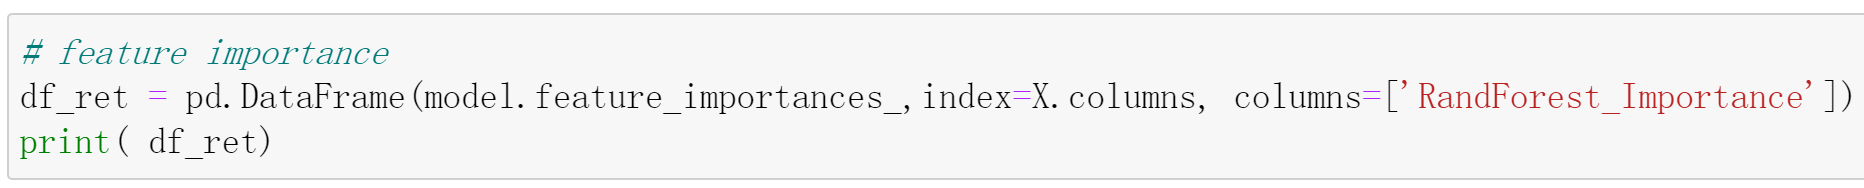 # feature importance
df_ret = pd.DataFrame(model.feature_importances_,index=X.columns, columns=['RandForest_Importance'])
print( df_ret)